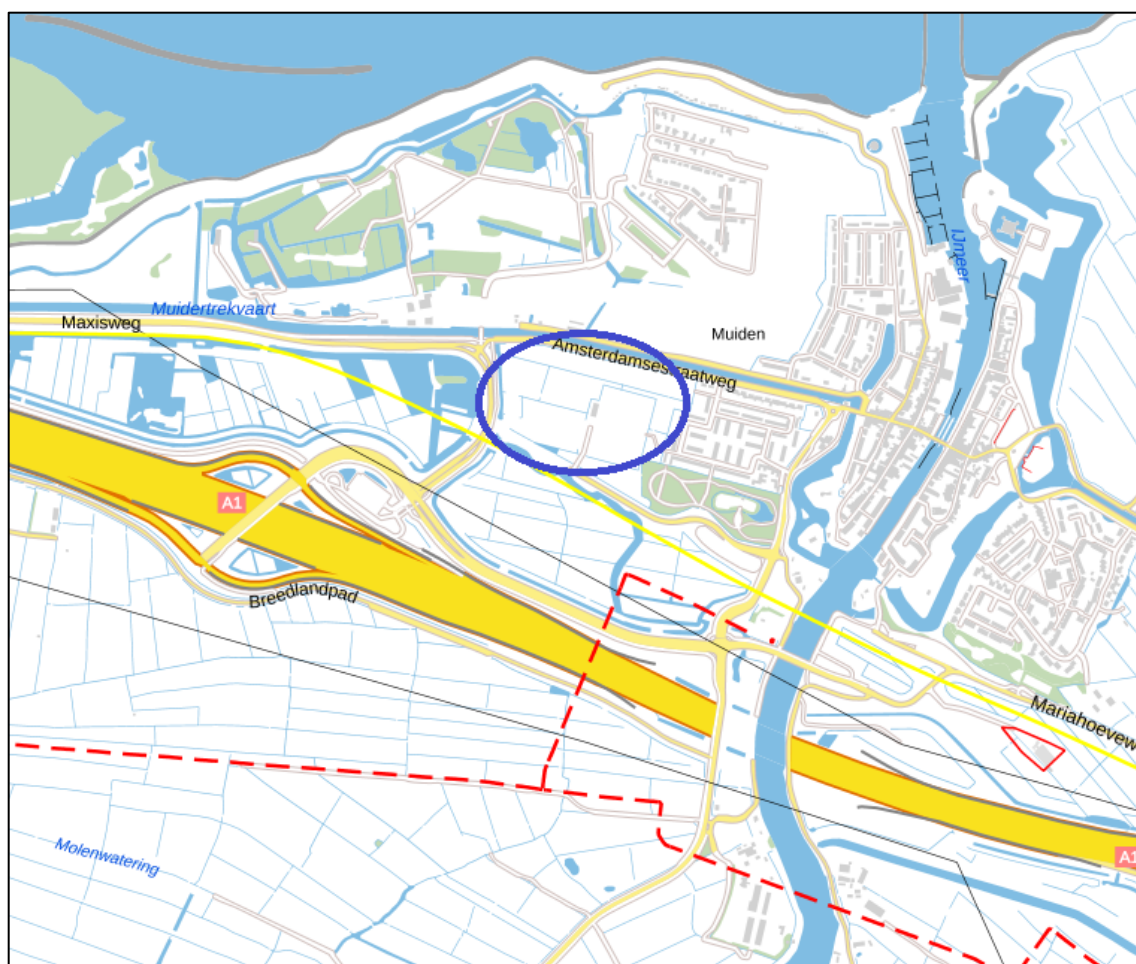 IJmeer
Muidertrekvaart
Maxisweg
Muiden
Amsterdamsestraatweg
A1
Breedlandpad
Mariahoevew
Molenwatering
A1